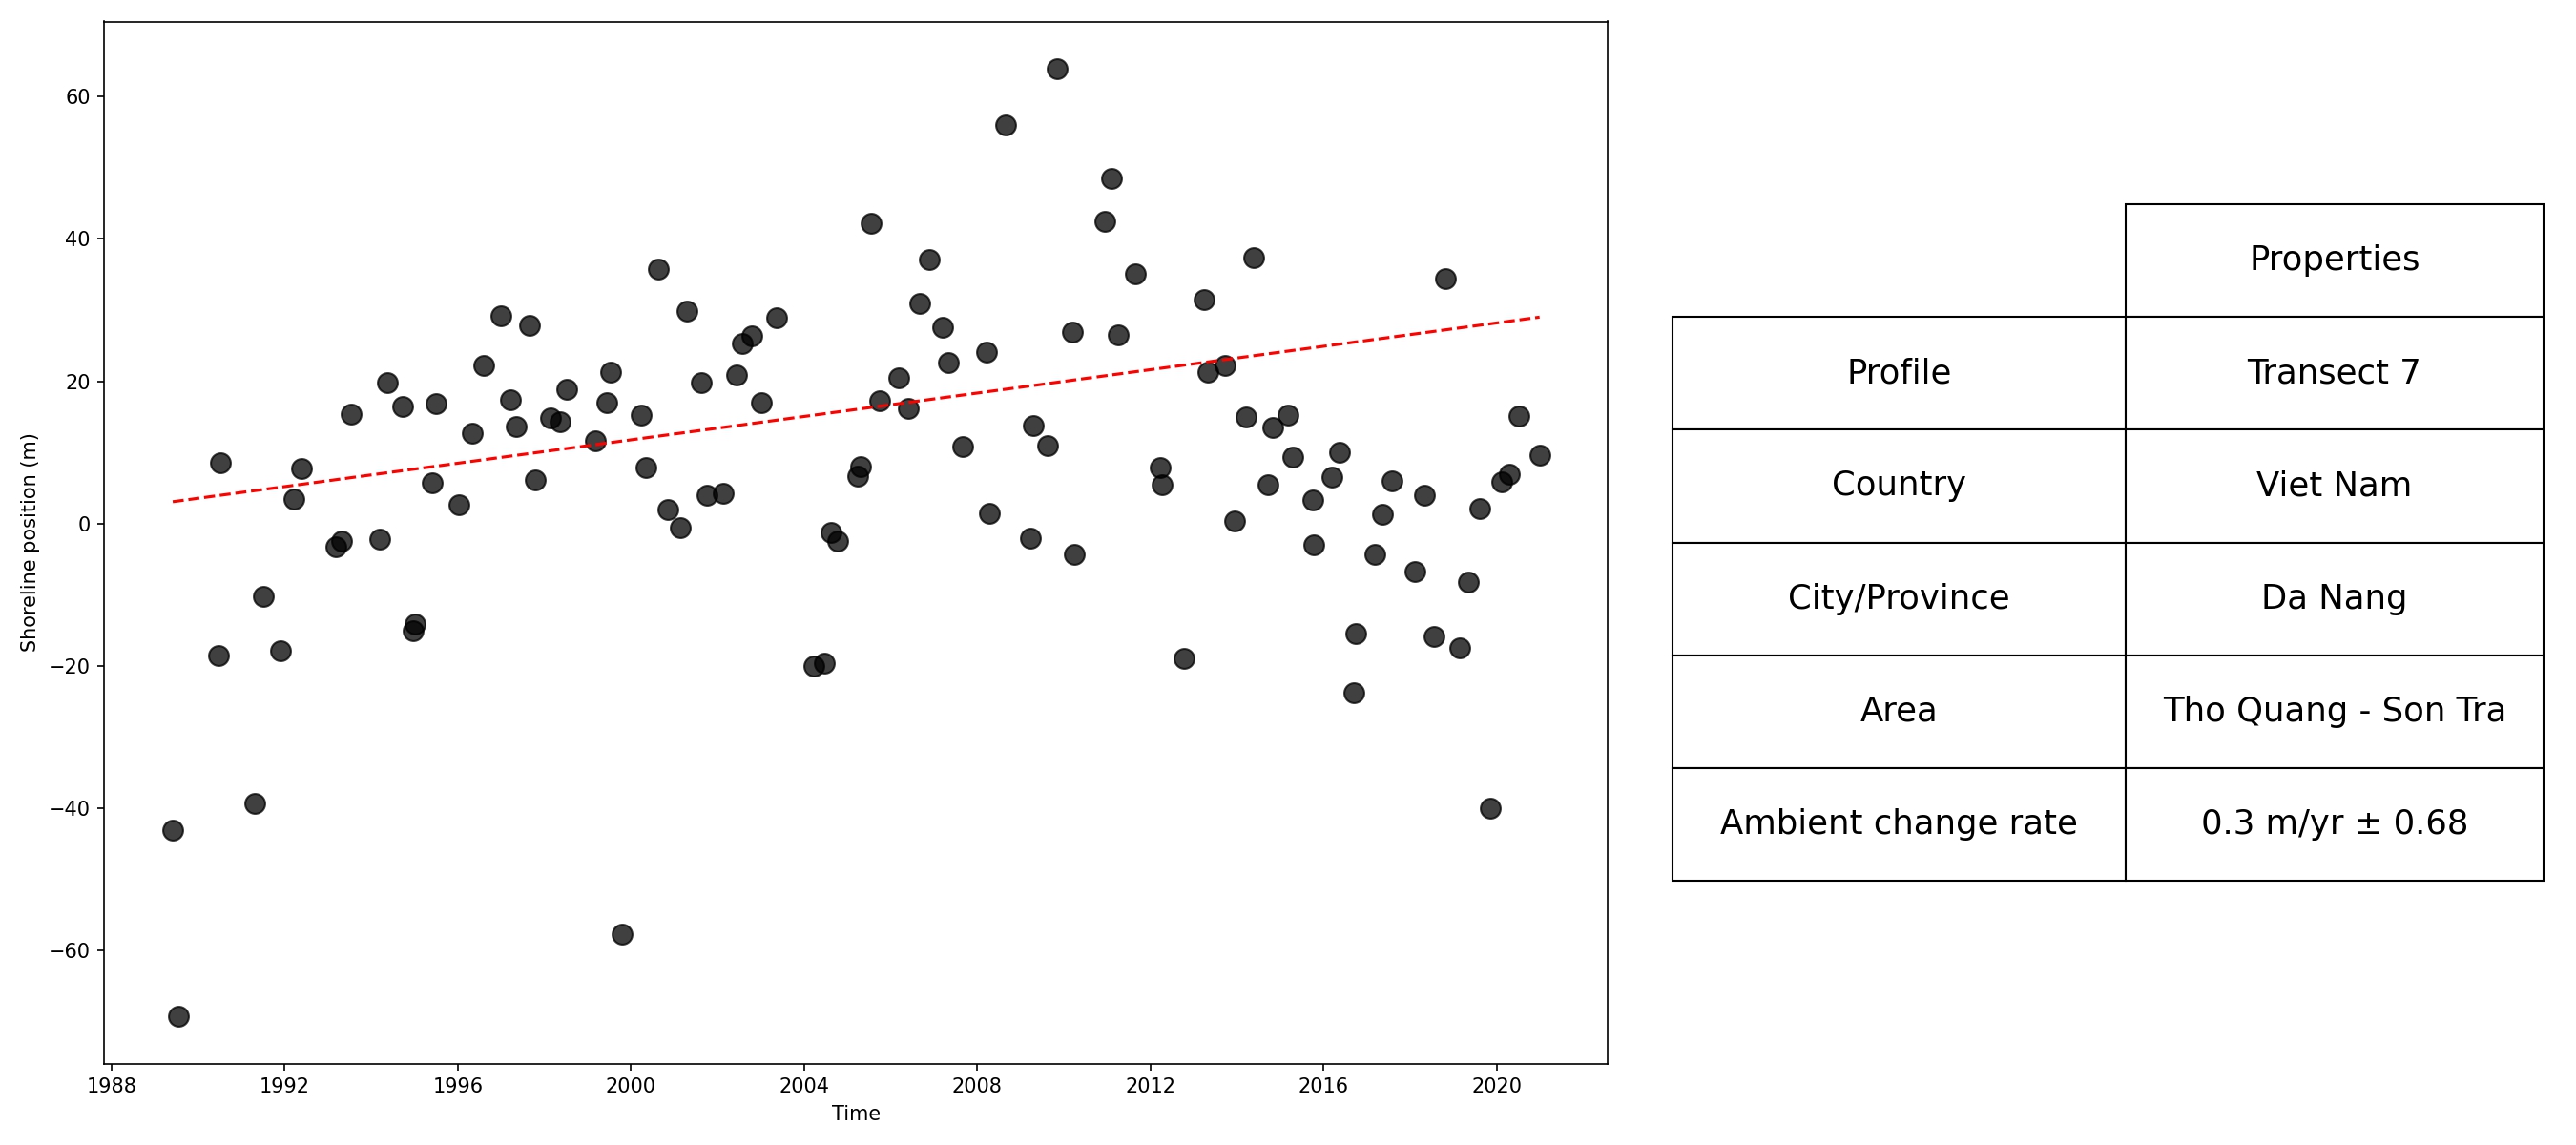 60
40
20
0
−20
−40
−60
Shoreline position (m)
1988 1992 1996 2000 2004 2008 2012 2016 2020
Time
Properties
Profile Transect 7
Country Viet Nam
City/Province Da Nang
Area Tho Quang - Son Tra
Ambient change rate 0.3 m/yr ± 0.68